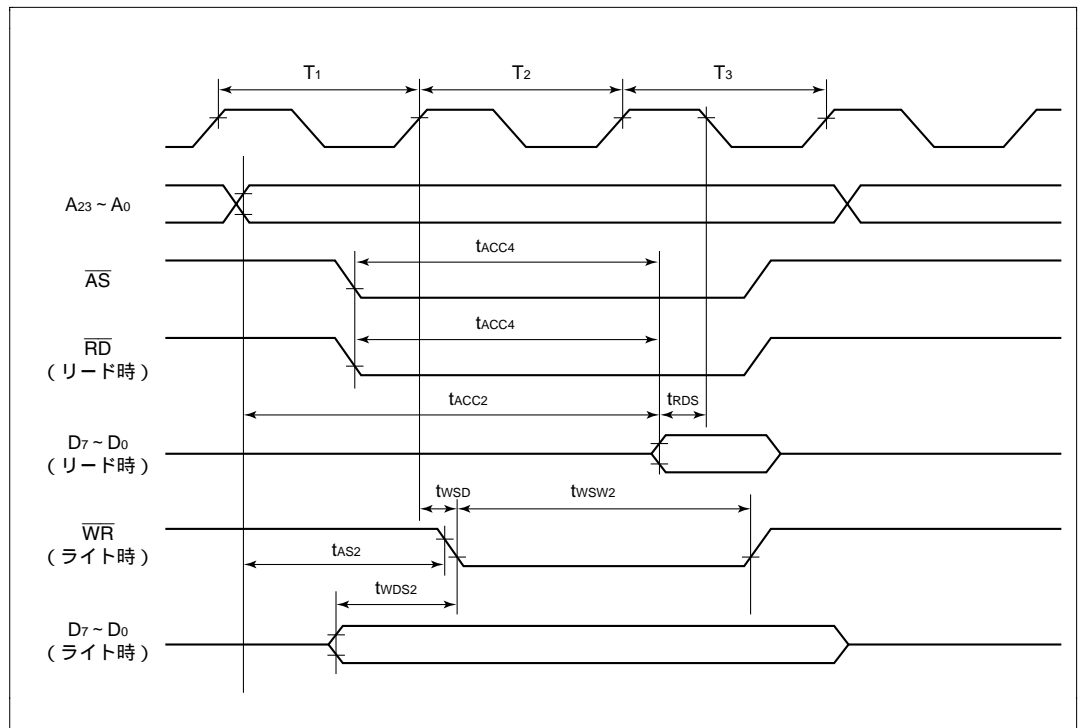 T1 T2 T3
A23 ~ A0
tACC4
AS
tACC4
RD
(リード時)
tACC2 tRDS
D7 ~ D0
(リード時)
tWSD tWSW2
WR
(ライト時)
tAS2
tWDS2
D7 ~ D0
(ライト時)